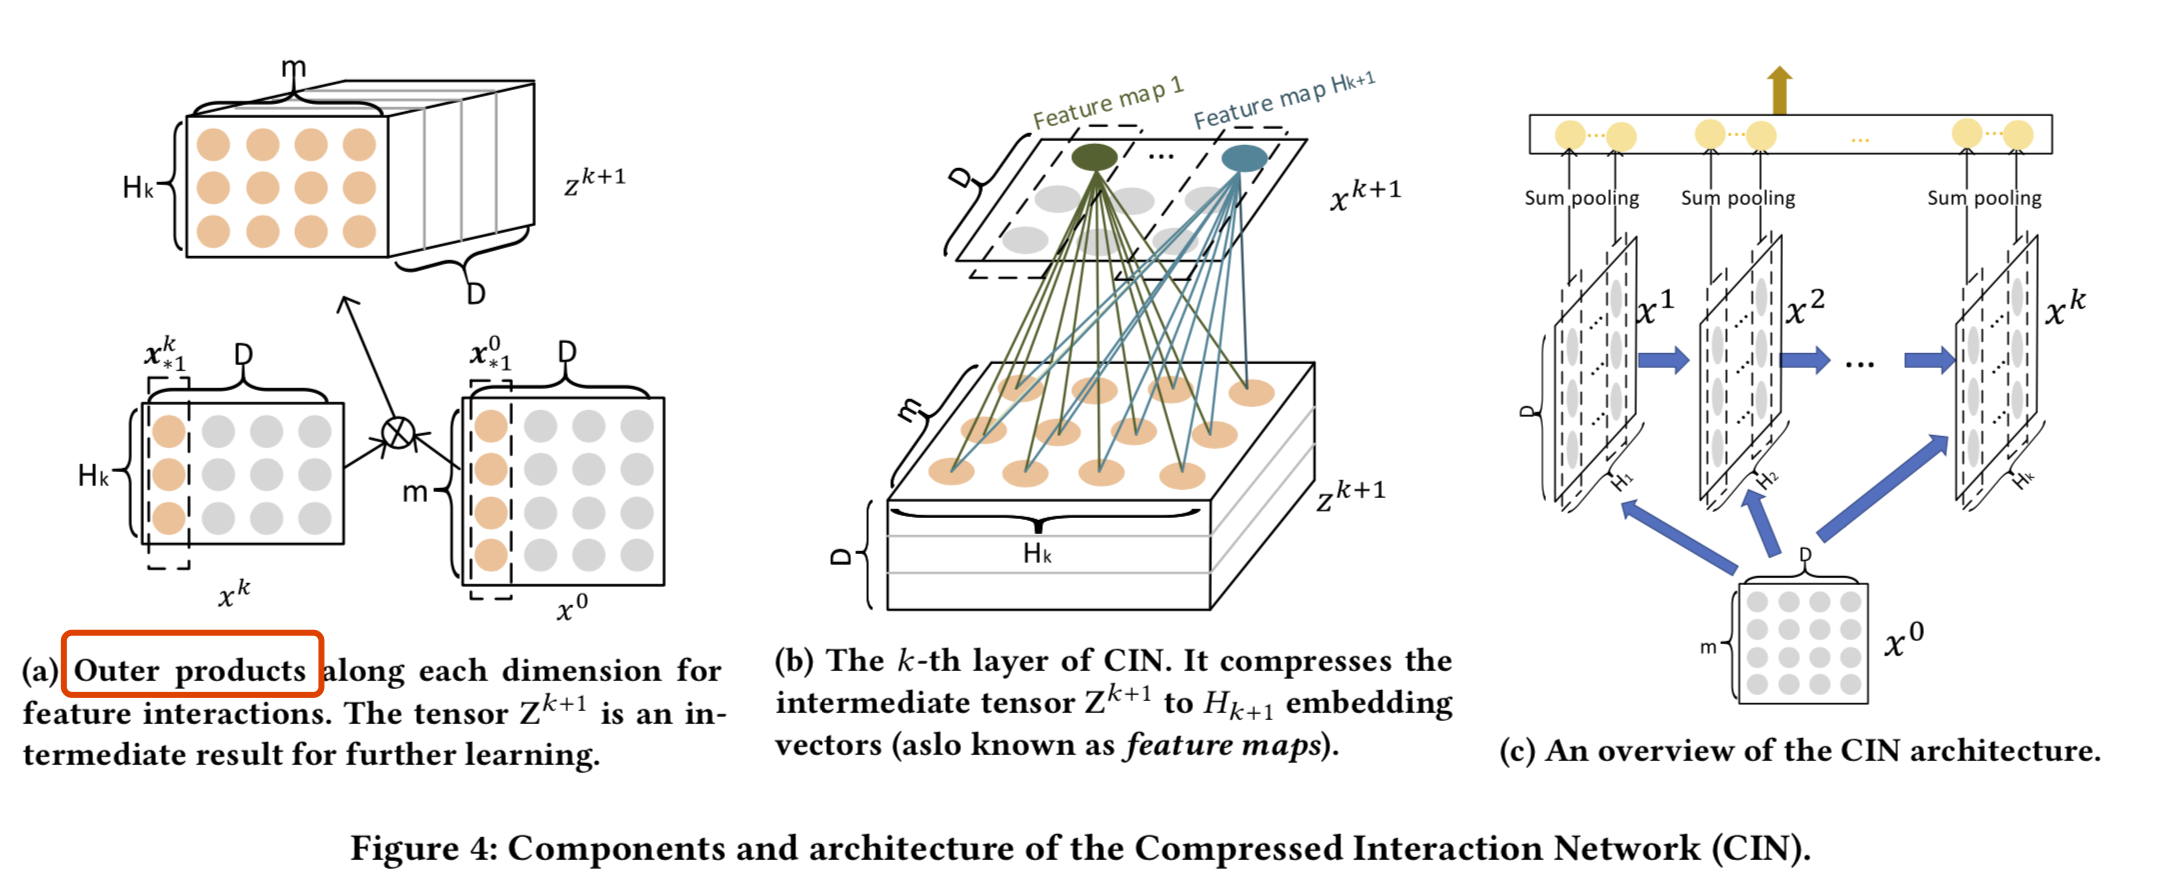 m
Hk
z^{k+1}
D
x^k_{*1}
D
x^0_{*1}
D
Hk
m
x^k
x^0
(a) Outer products along each dimension for
feature interactions. The tensor Z^{k+1} is an in-
termediate result for further learning.
Feature map 1
Feature map Hk+1
D
...
x^{k+1}
m
z^{k+1}
D
Hk
(b) The k-th layer of CIN. It compresses the
intermediate tensor Z^{k+1} to H_{k+1} embedding
vectors (aslo known as feature maps).
... ... ... ...
Sum pooling
Sum pooling
Sum pooling
x^1
x^2
x^k
...
D
H1
H2
Hk
D
m
x^0
(c) An overview of the CIN architecture.
Figure 4: Components and architecture of the Compressed Interaction Network (CIN).